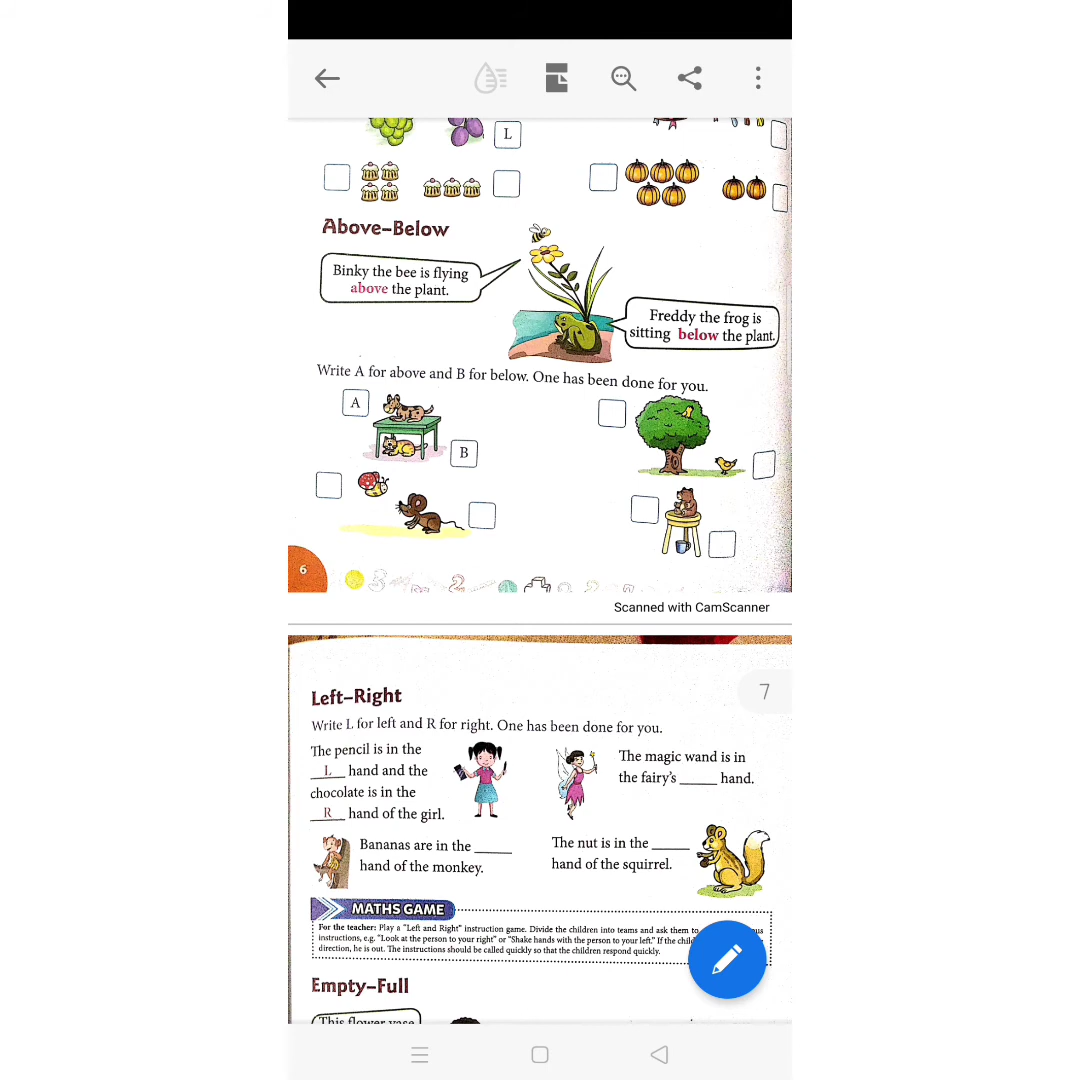 L
Above–Below
Binky the bee is flying
above the plant.
Freddy the frog is
sitting below the plant.
Write A for above and B for below. One has been done for you.
A
B
6
Scanned with CamScanner
7
Left–Right
Write L for left and R for right. One has been done for you.
The pencil is in the
L hand and the
chocolate is in the
R hand of the girl.
The magic wand is in
the fairy's ____ hand.
Bananas are in the ____
hand of the monkey.
The nut is in the ____
hand of the squirrel.
MATHS GAME
For the teacher: Play a "Left and Right" instruction game. Divide the children into teams and ask them to
instructions, e.g. "Look at the person to your right" or "Shake hands with the person to your left." If the
direction, he is out. The instructions should be called quickly so that the children respond quickly.
Empty–Full
This flower vase